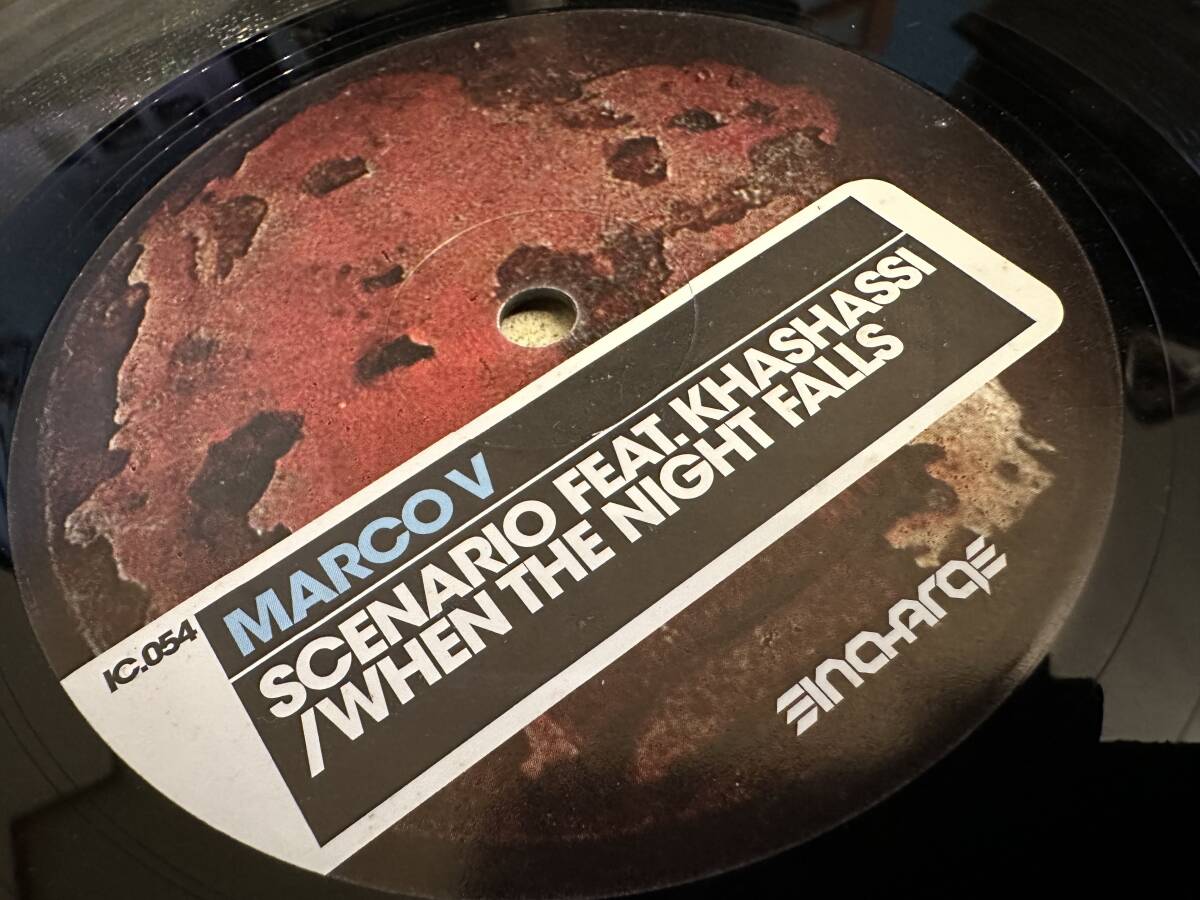 IC.054
MARCO V
SCENARIO FEAT. KHASHASSI
/WHEN THE NIGHT FALLS
INCHARGE